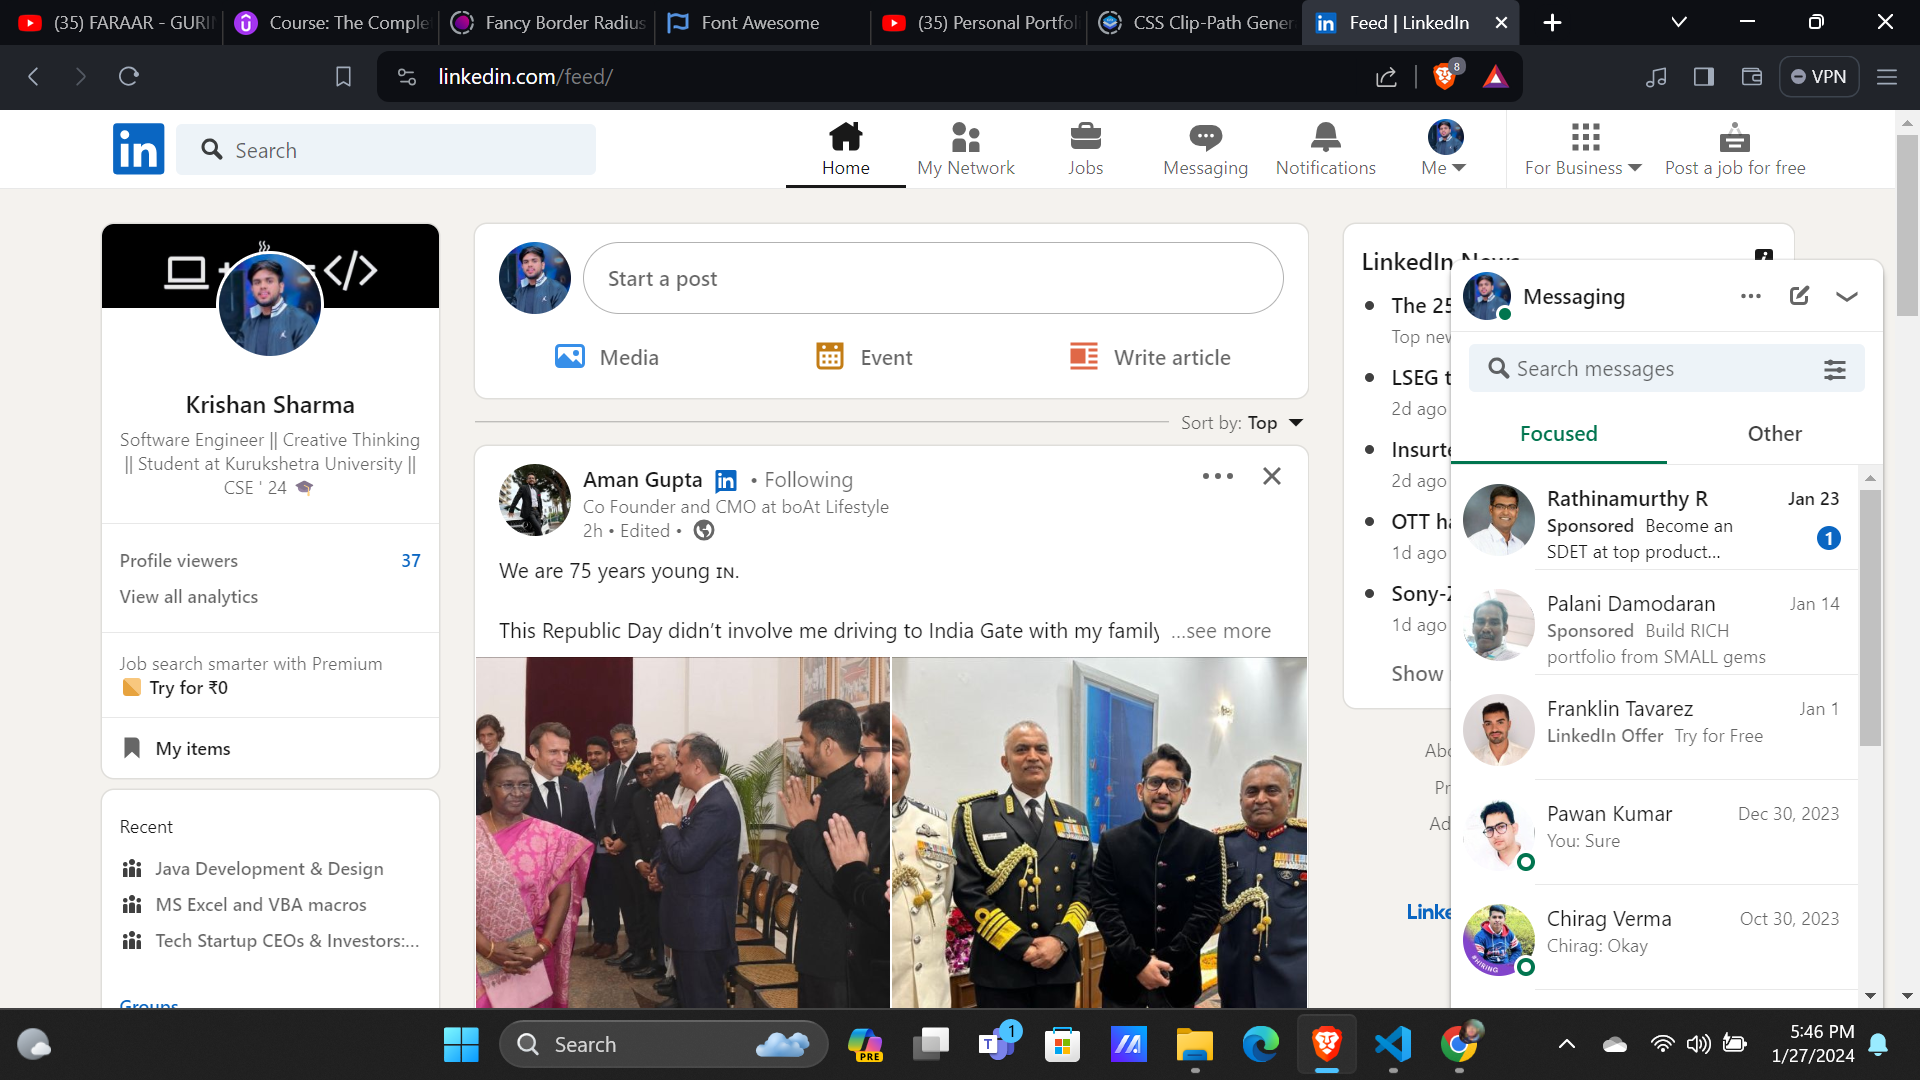 (35) FARAAR - GURI
Course: The Comple
Fancy Border Radius
Font Awesome
(35) Personal Portfol
CSS Clip-Path Gener
Feed | LinkedIn
linkedin.com/feed/
8
VPN
in
Search
Home
My Network
Jobs
Messaging
Notifications
Me
For Business
Post a job for free
Krishan Sharma
Software Engineer || Creative Thinking
|| Student at Kurukshetra University ||
CSE ' 24
Profile viewers 37
View all analytics
Job search smarter with Premium
Try for ₹0
My items
Recent
Java Development & Design
MS Excel and VBA macros
Tech Startup CEOs & Investors:...
Groups
Start a post
Media
Event
Write article
Sort by: Top
Aman Gupta in • Following
Co Founder and CMO at boAt Lifestyle
2h • Edited •
We are 75 years young ɪɴ.
This Republic Day didn’t involve me driving to India Gate with my family ...see more
LinkedIn News
The 25
Top new
LSEG t
2d ago
Insurte
2d ago
OTT ha
1d ago
Sony-Z
1d ago
Show
Abo
Pr
Ad
Linke
Messaging
Search messages
Focused
Other
Rathinamurthy R Jan 23
Sponsored Become an
SDET at top product...
1
Palani Damodaran Jan 14
Sponsored Build RICH
portfolio from SMALL gems
Franklin Tavarez Jan 1
LinkedIn Offer Try for Free
Pawan Kumar Dec 30, 2023
You: Sure
Chirag Verma Oct 30, 2023
Chirag: Okay
#HIRING
Search
PRE
1
5:46 PM
1/27/2024